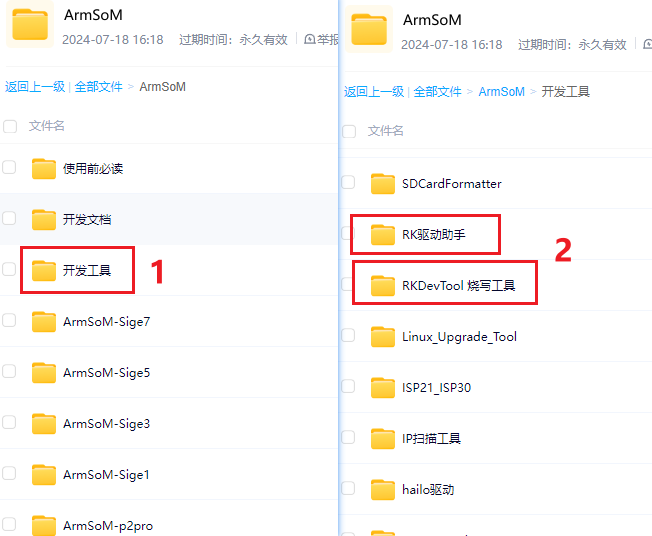 ArmSoM
2024-07-18 16:18 过期时间：永久有效 举报
返回上一级 | 全部文件 > ArmSoM
文件名
使用前必读
开发文档
开发工具
1
ArmSoM-Sige7
ArmSoM-Sige5
ArmSoM-Sige3
ArmSoM-Sige1
ArmSoM-p2pro
ArmSoM
2024-07-18 16:18 过期时间：永久有效
返回上一级 | 全部文件 > ArmSoM > 开发工具
文件名
SDCardFormatter
RK驱动助手
2
RKDevTool 烧写工具
Linux_Upgrade_Tool
ISP21_ISP30
IP扫描工具
hailo驱动